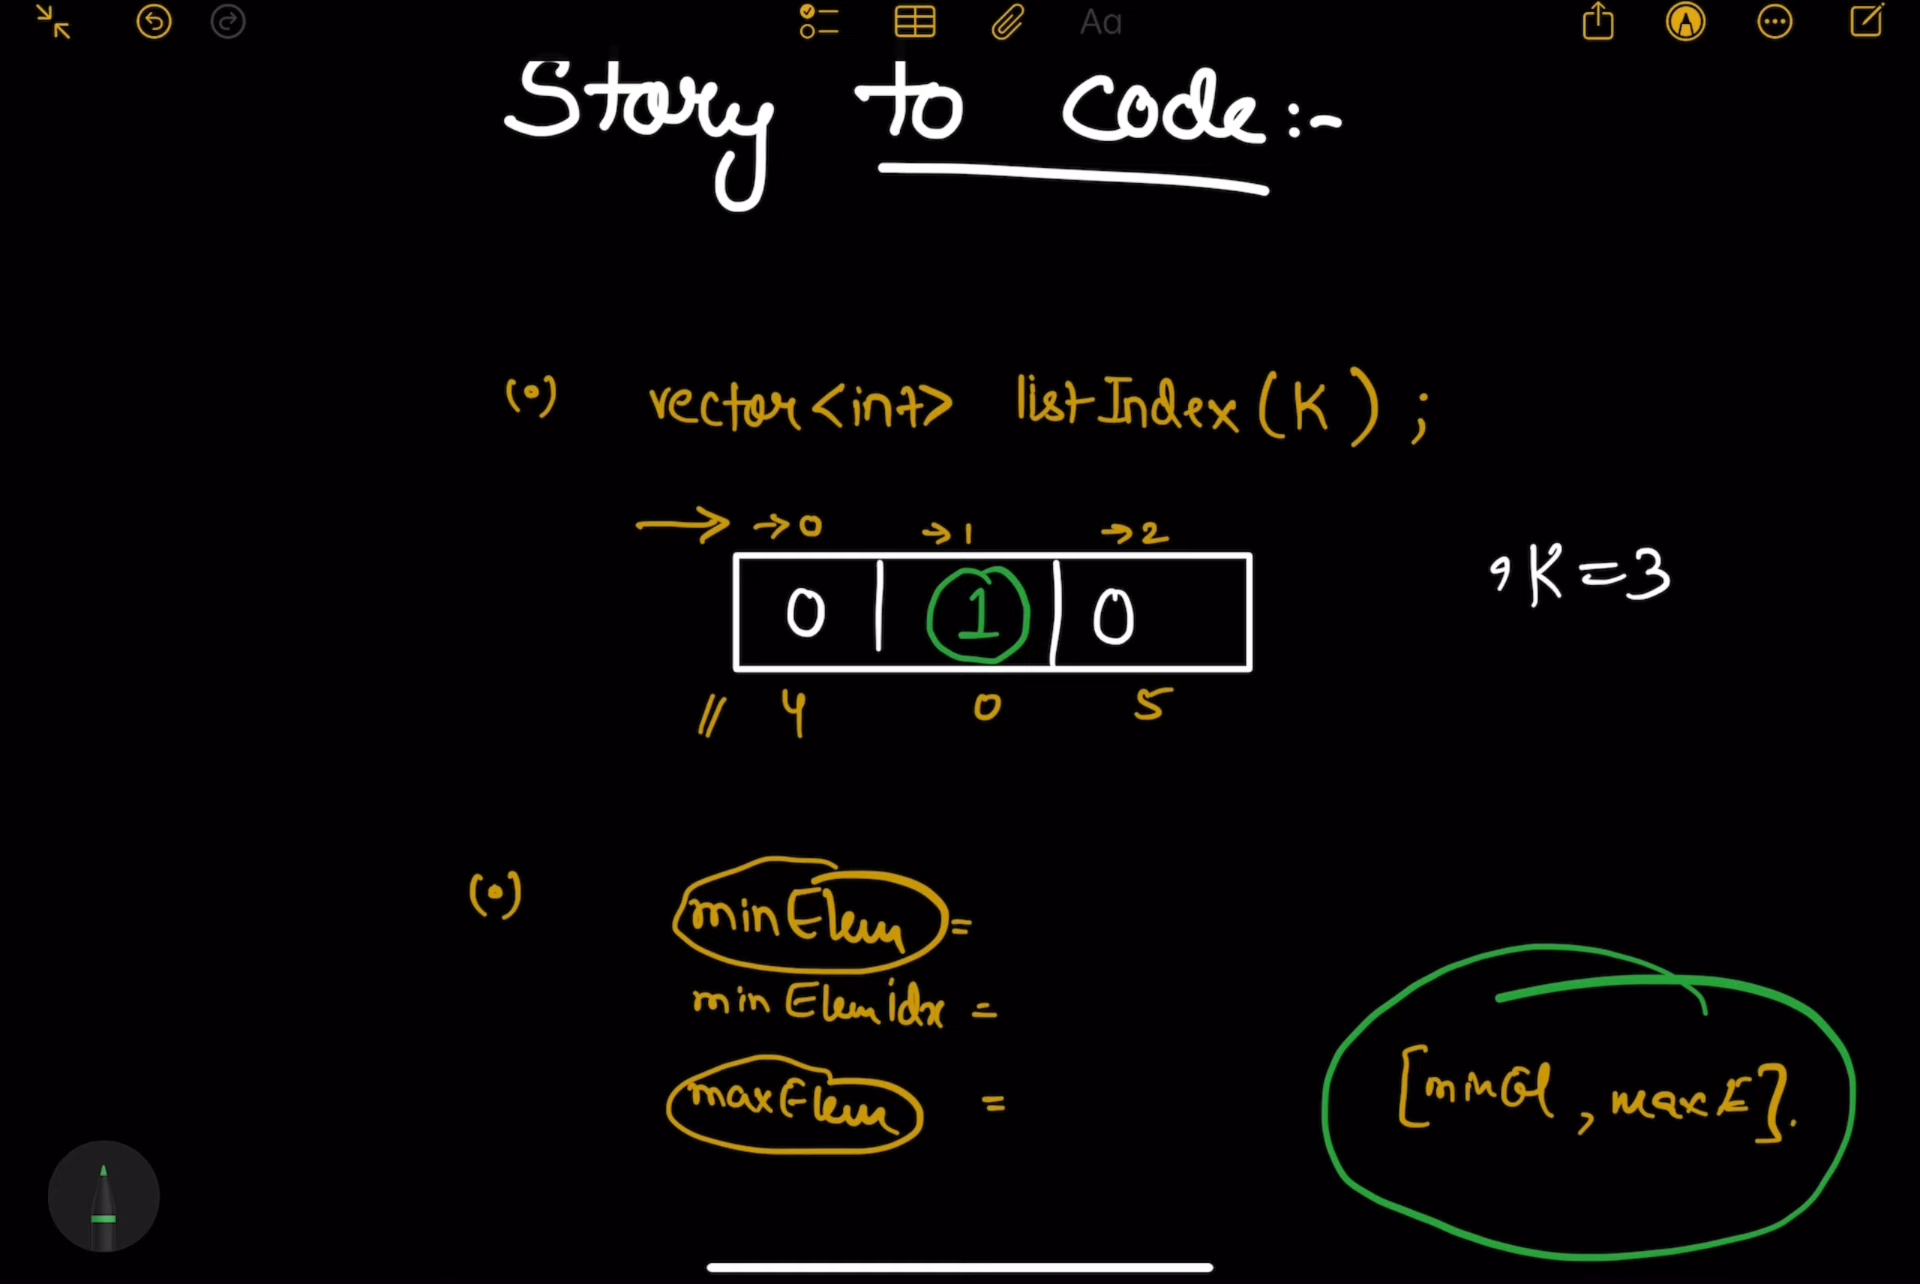 Aa
Story to code:-
(•) vector<int> listIndex(K);
→ →0 →1 →2
0 | 1 | 0
, K=3
// 4 0 5
(•) minElem =
minElemidx =
maxElem =
[minEl, maxE].